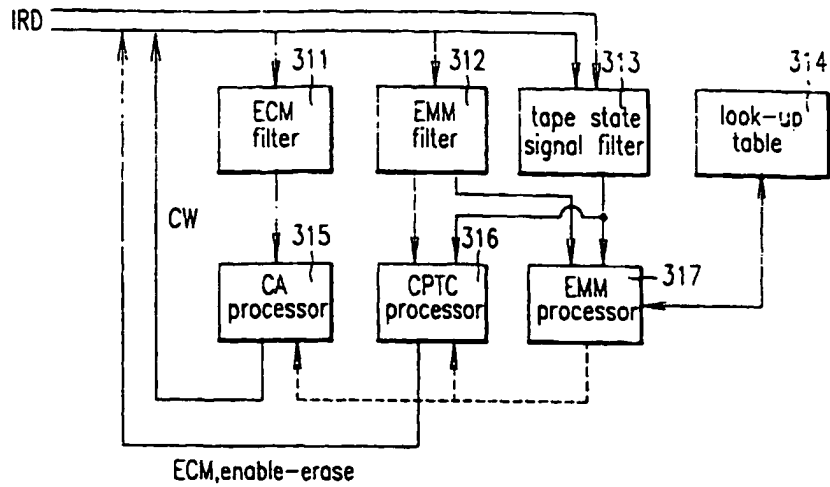 IRD
311
312
313
314
ECM
filter
EMM
filter
tape state
signal filter
look-up
table
CW
315
316
317
CA
processor
CPTC
processor
EMM
processor
ECM,enable-erase